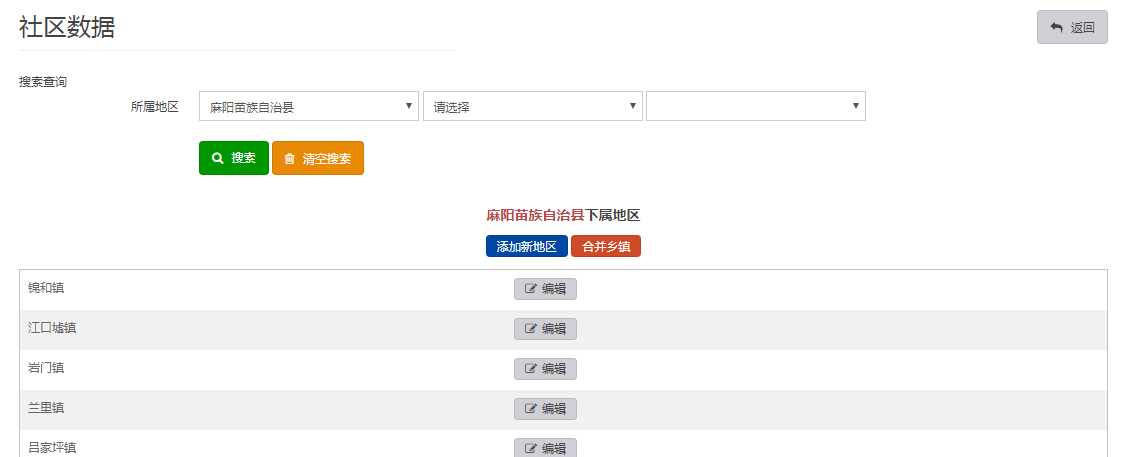 社区数据
返回
搜索查询
所属地区 麻阳苗族自治县 请选择
搜索 清空搜索
麻阳苗族自治县下属地区
添加新地区 合并乡镇
锦和镇 编辑
江口墟镇 编辑
岩门镇 编辑
兰里镇 编辑
吕家坪镇 编辑